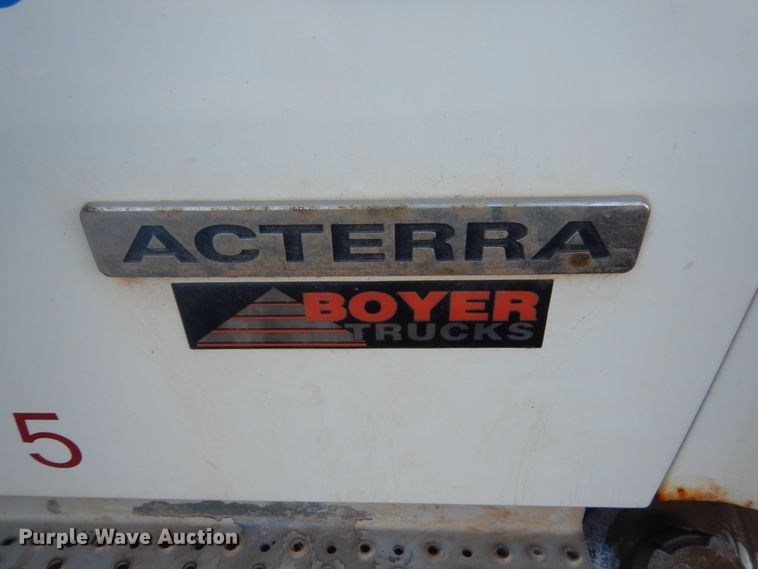 ACTERRA
BOYER
TRUCKS
5
Purple Wave Auction